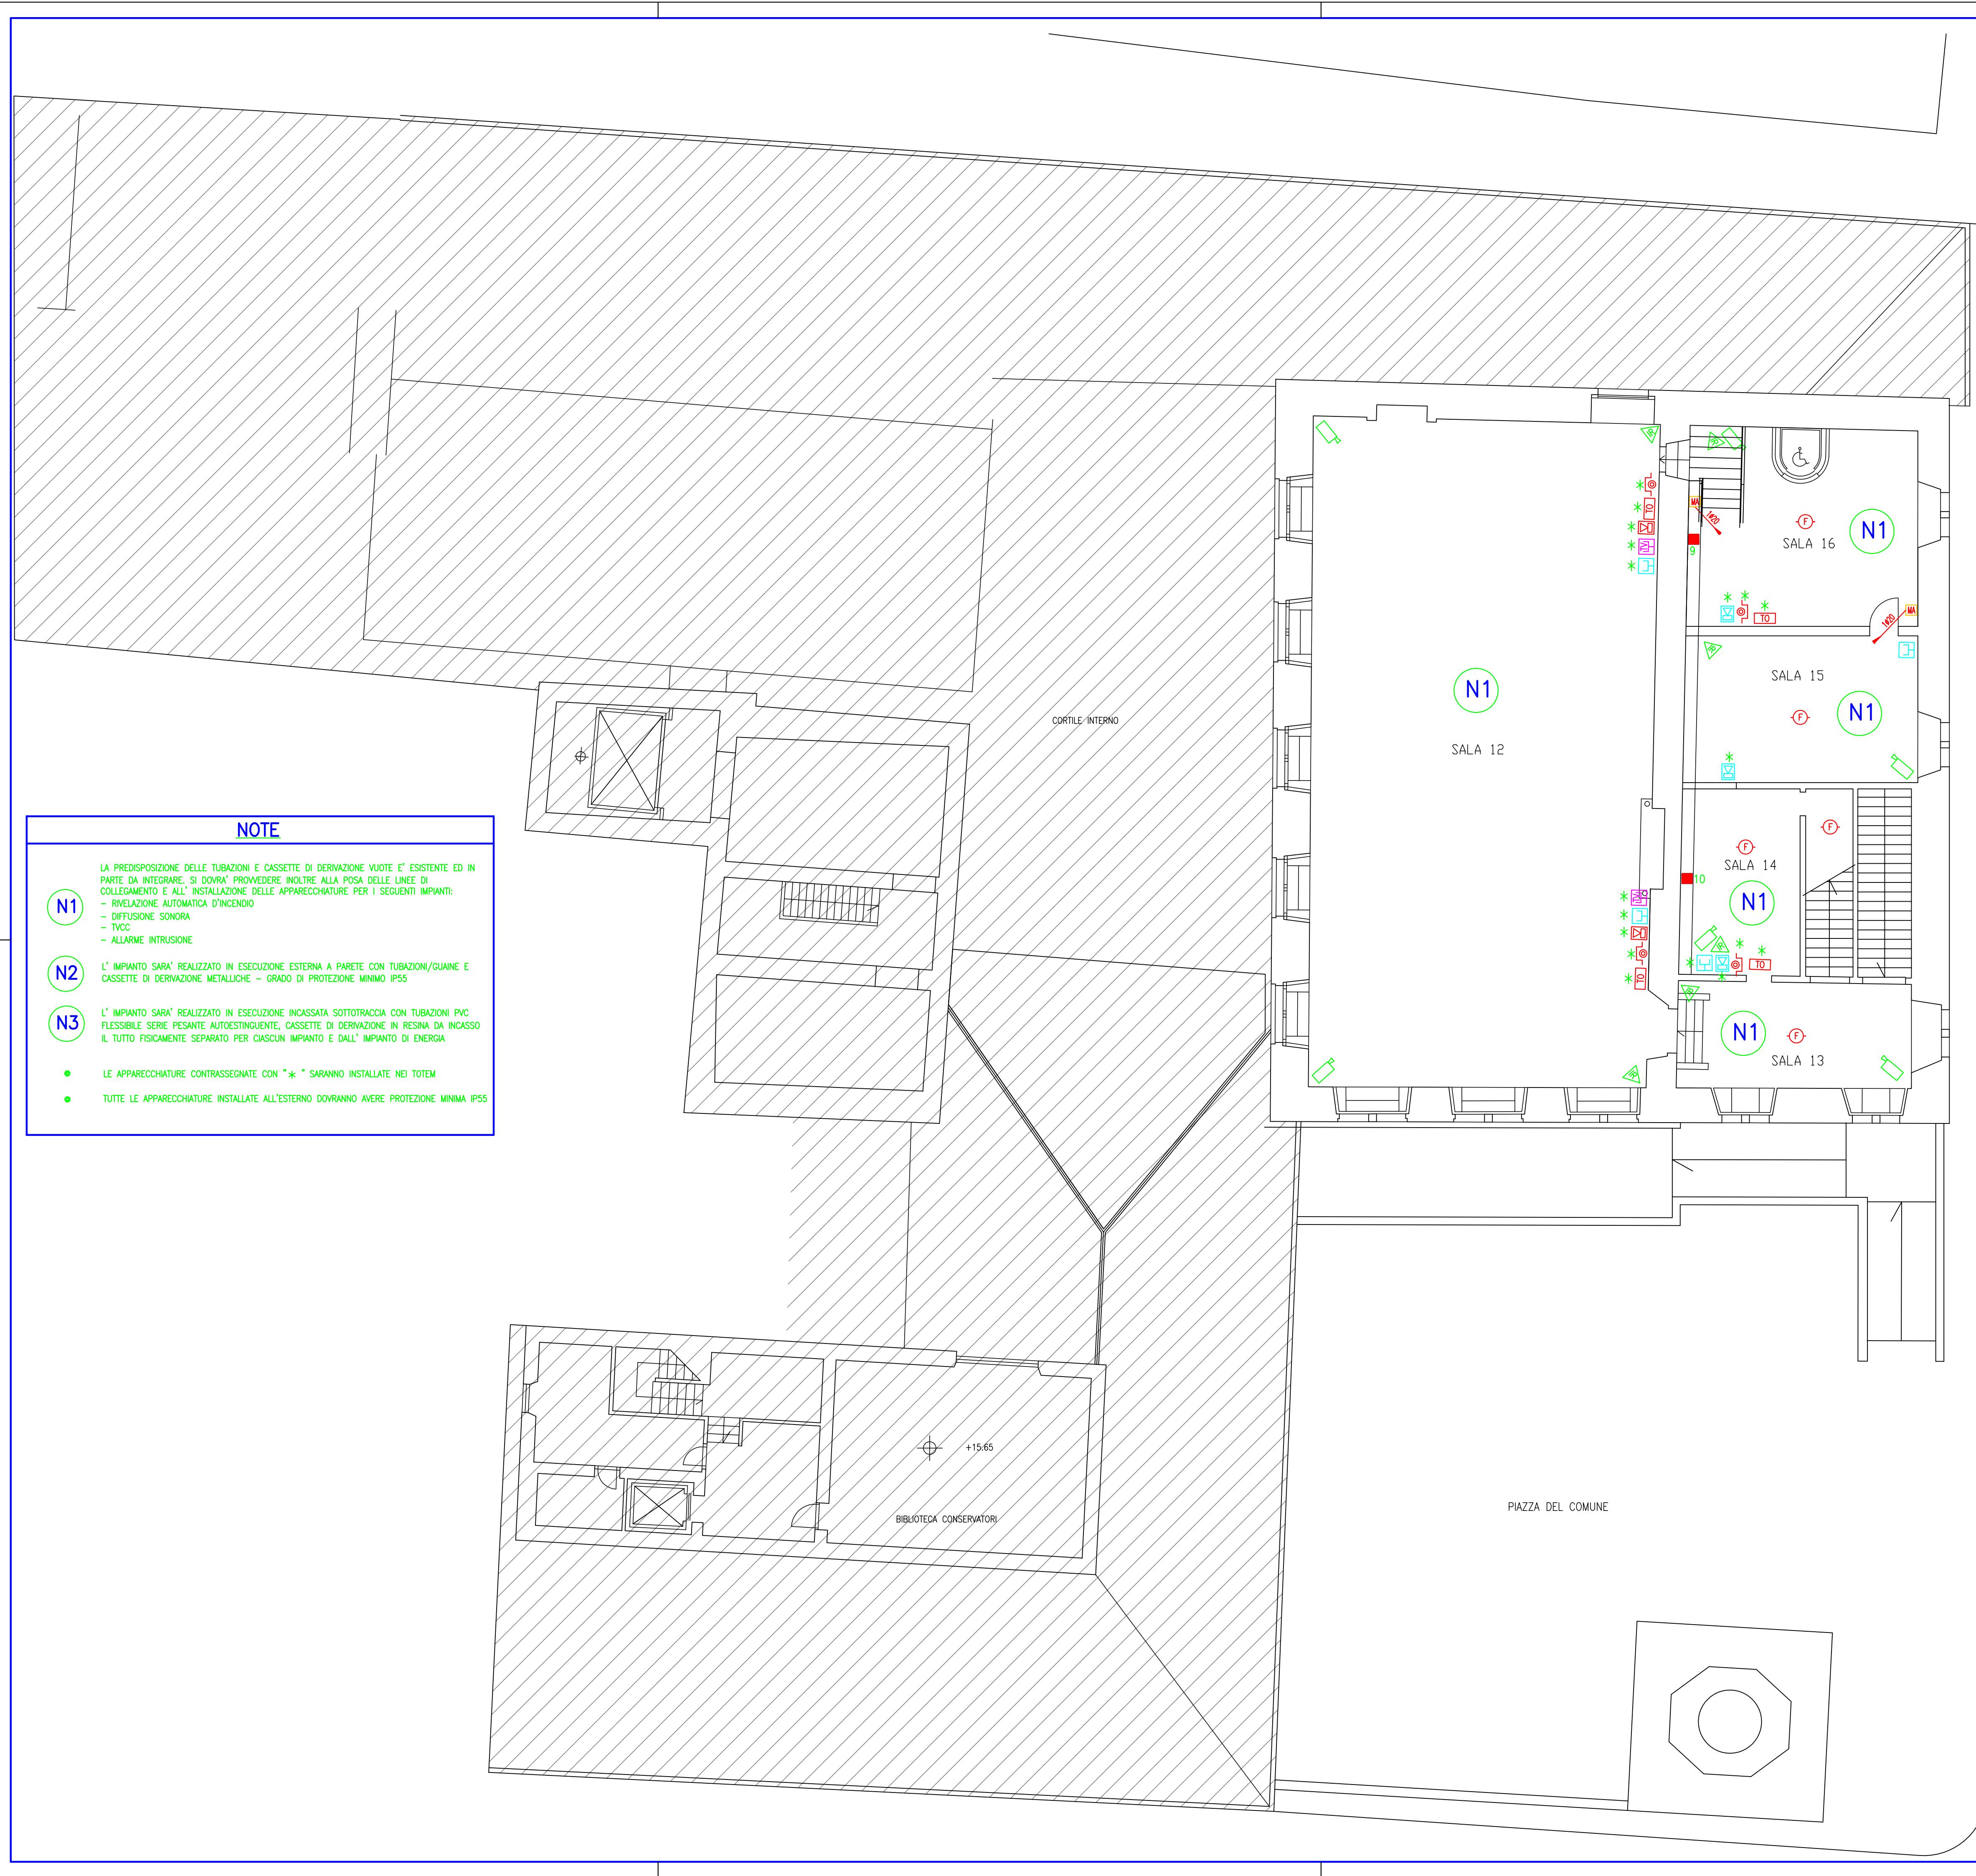 CORTILE INTERNO
SALA 12
N1
TO
9
MA
1ø20
F
SALA 16
N1
TO
MA
1ø20
SALA 15
F
N1
F
F
SALA 14
10
N1
TO
TO
N1
F
SALA 13
NOTE
N1
LA PREDISPOSIZIONE DELLE TUBAZIONI E CASSETTE DI DERIVAZIONE VUOTE E' ESISTENTE ED IN
PARTE DA INTEGRARE. SI DOVRA' PROVVEDERE INOLTRE ALLA POSA DELLE LINEE DI
COLLEGAMENTO E ALL' INSTALLAZIONE DELLE APPARECCHIATURE PER I SEGUENTI IMPIANTI:
- RIVELAZIONE AUTOMATICA D'INCENDIO
- DIFFUSIONE SONORA
- TVCC
- ALLARME INTRUSIONE
N2
L' IMPIANTO SARA' REALIZZATO IN ESECUZIONE ESTERNA A PARETE CON TUBAZIONI/GUAINE E
CASSETTE DI DERIVAZIONE METALLICHE - GRADO DI PROTEZIONE MINIMO IP55
N3
L' IMPIANTO SARA' REALIZZATO IN ESECUZIONE INCASSATA SOTTOTRACCIA CON TUBAZIONI PVC
FLESSIBILE SERIE PESANTE AUTOESTINGUENTE, CASSETTE DI DERIVAZIONE IN RESINA DA INCASSO
IL TUTTO FISICAMENTE SEPARATO PER CIASCUN IMPIANTO E DALL' IMPIANTO DI ENERGIA
LE APPARECCHIATURE CONTRASSEGNATE CON "* " SARANNO INSTALLATE NEI TOTEM
TUTTE LE APPARECCHIATURE INSTALLATE ALL'ESTERNO DOVRANNO AVERE PROTEZIONE MINIMA IP55
+15.65
BIBLIOTECA CONSERVATORI
PIAZZA DEL COMUNE